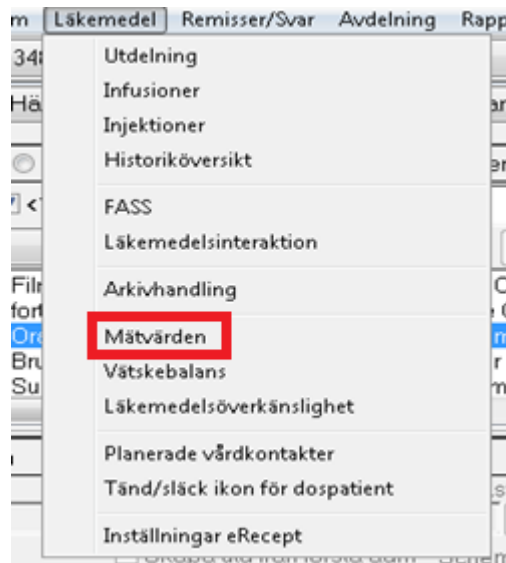 m Läkemedel Remisser/Svar Avdelning Rapp
Utdelning
Infusioner
Injektioner
Historiköversikt
FASS
Läkemedelsinteraktion
Arkivhandling
Mätvärden
Vätskebalans
Läkemedelsöverkänslighet
Planerade vårdkontakter
Tänd/släck ikon för dospatient
Inställningar eRecept